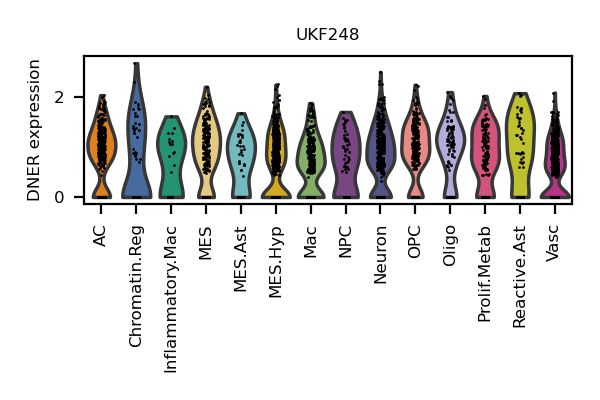 UKF248
DNER expression
2
0
AC
Chromatin.Reg
Inflammatory.Mac
MES
MES.Ast
MES.Hyp
Mac
NPC
Neuron
OPC
Oligo
Prolif.Metab
Reactive.Ast
Vasc